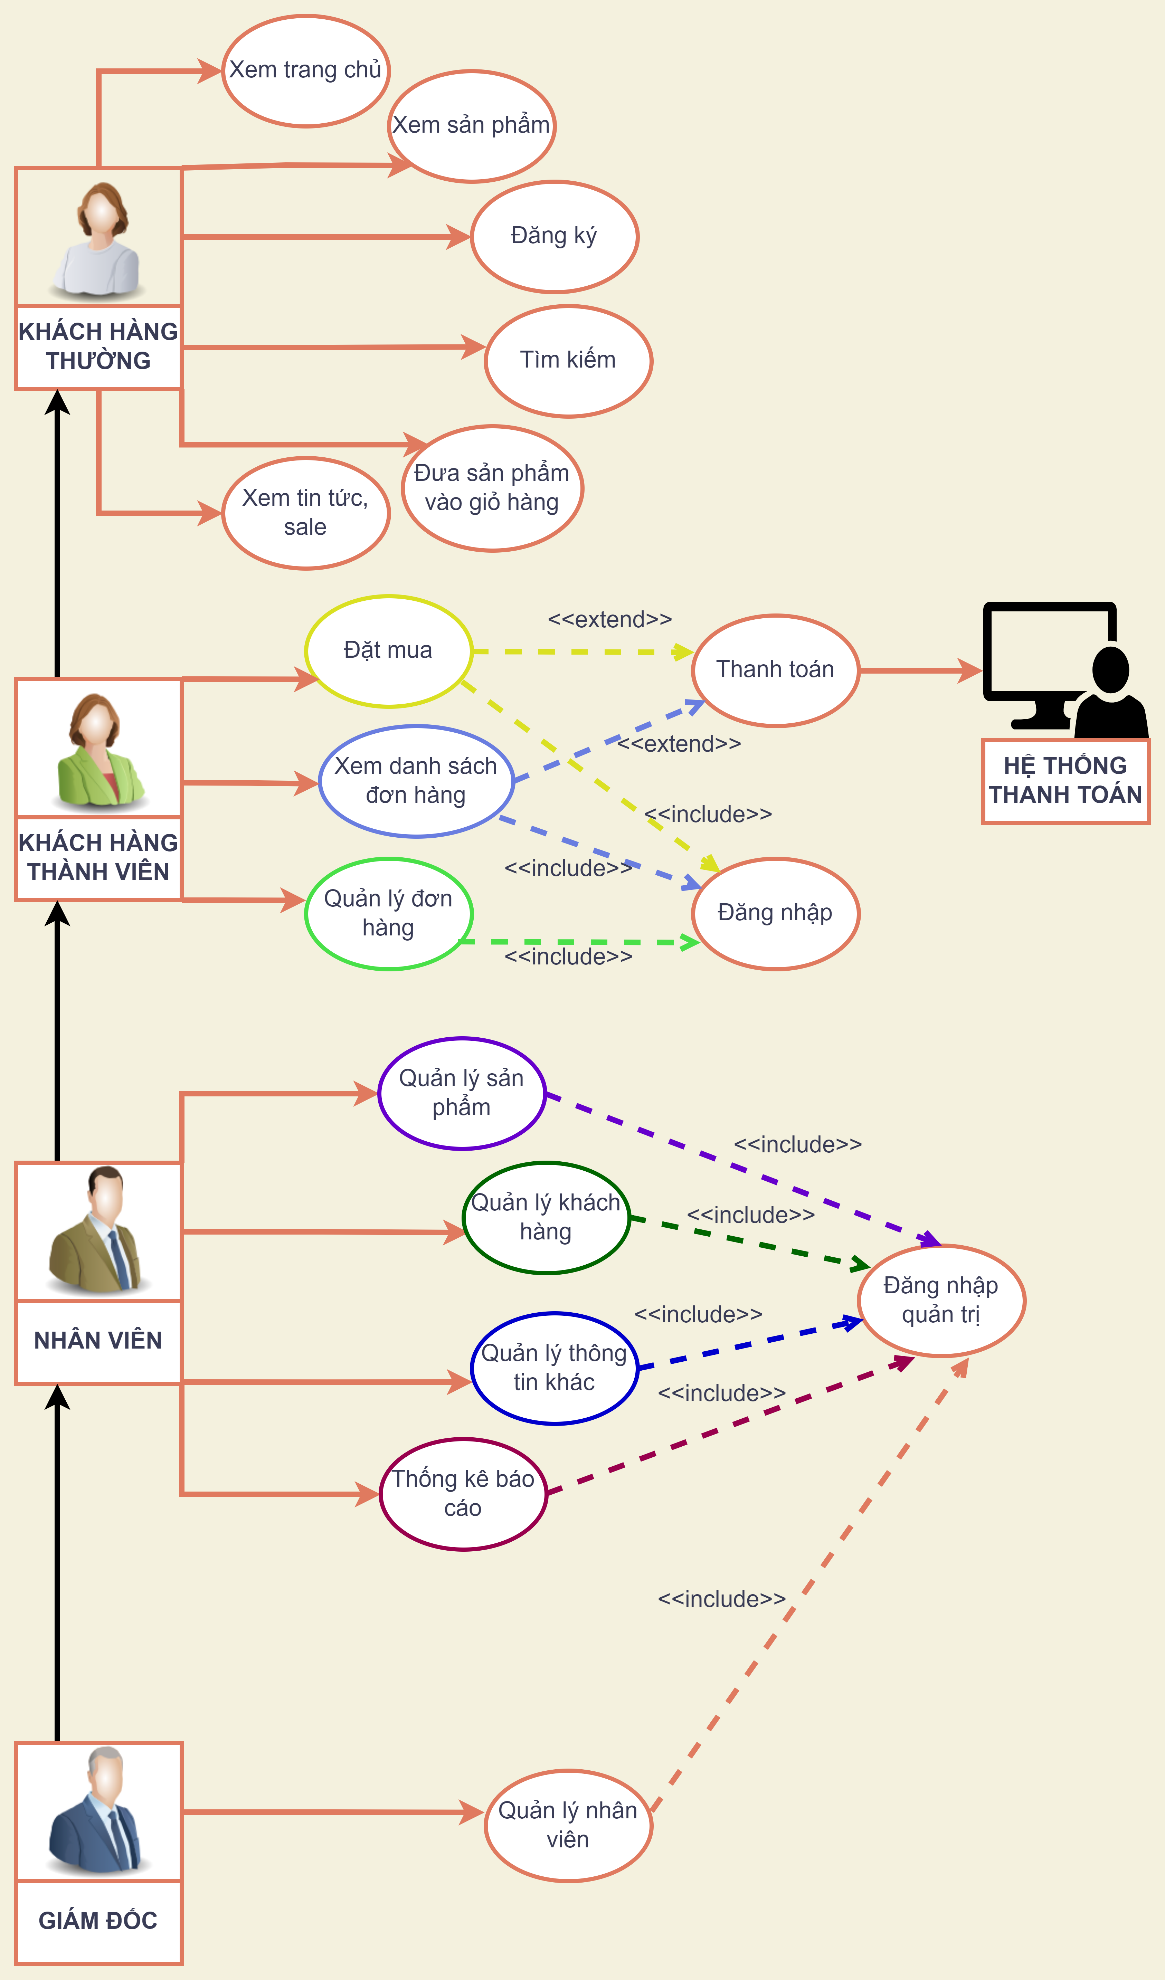 Xem trang chủ
Xem sản phẩm
Đăng ký
KHÁCH HÀNG
THƯỜNG
Tìm kiếm
Đưa sản phẩm
vào giỏ hàng
Xem tin tức,
sale
Đặt mua
<<extend>>
Thanh toán
Xem danh sách
đơn hàng
<<extend>>
HỆ THỐNG
THANH TOÁN
<<include>>
KHÁCH HÀNG
THÀNH VIÊN
<<include>>
Quản lý đơn
hàng
Đăng nhập
<<include>>
Quản lý sản
phẩm
<<include>>
Quản lý khách
hàng
<<include>>
Đăng nhập
quản trị
NHÂN VIÊN
<<include>>
Quản lý thông
tin khác
<<include>>
Thống kê báo
cáo
<<include>>
Quản lý nhân
viên
GIÁM ĐỐC